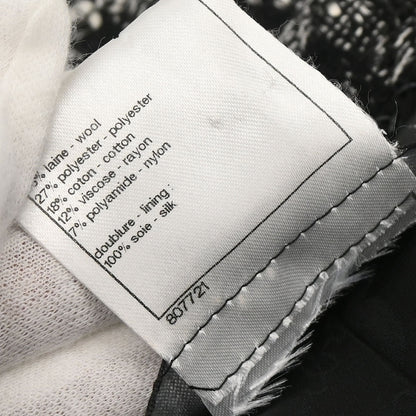 % laine - wool
27% polyester - polyester
18% coton - cotton
12% viscose - rayon
7% polyamide - nylon
doublure - lining :
100% soie - silk
807721